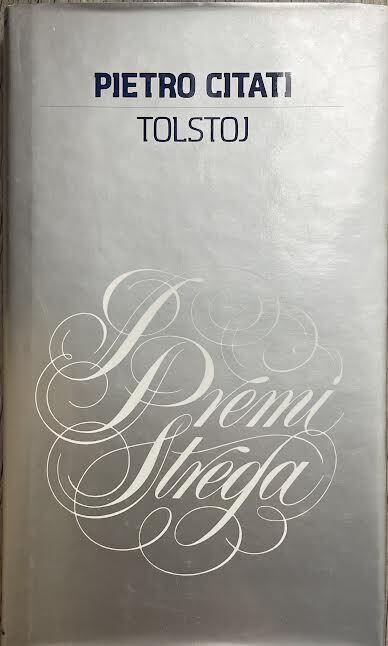 PIETRO CITATI
TOLSTOJ
I
Premi
Strega